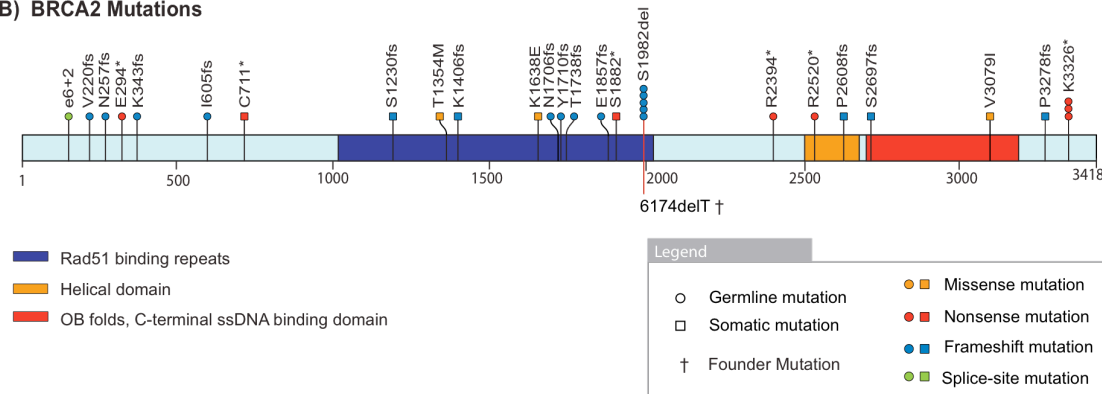 B) BRCA2 Mutations
e6+2
V220fs
N257fs
E294*
K343fs
I605fs
C711*
S1230fs
T1354M
K1406fs
K1638E
N1706fs
Y1710fs
T1738fs
E1857fs
S1882*
S1982del
R2394*
R2520*
P2608fs
S2697fs
V3079I
P3278fs
K3326*
1 500 1000 1500 2000 2500 3000 3418
6174delT †
Rad51 binding repeats
Helical domain
OB folds, C-terminal ssDNA binding domain
Legend
Germline mutation
Somatic mutation
† Founder Mutation
Missense mutation
Nonsense mutation
Frameshift mutation
Splice-site mutation